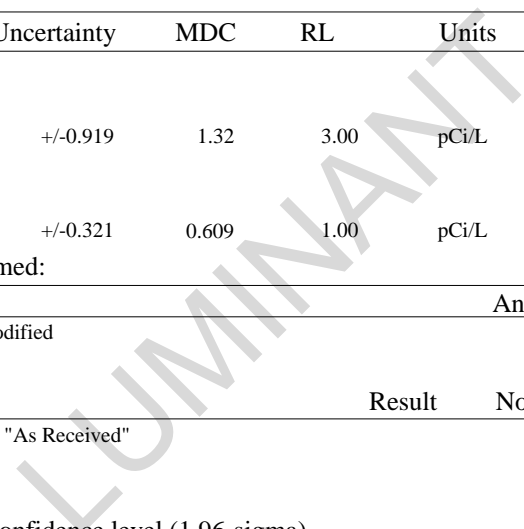 Uncertainty MDC RL Units
+/-0.919 1.32 3.00 pCi/L
+/-0.321 0.609 1.00 pCi/L
med:
An
odified
Result No
"As Received"
onfidence level (1.96-sigma)
LUMINANT